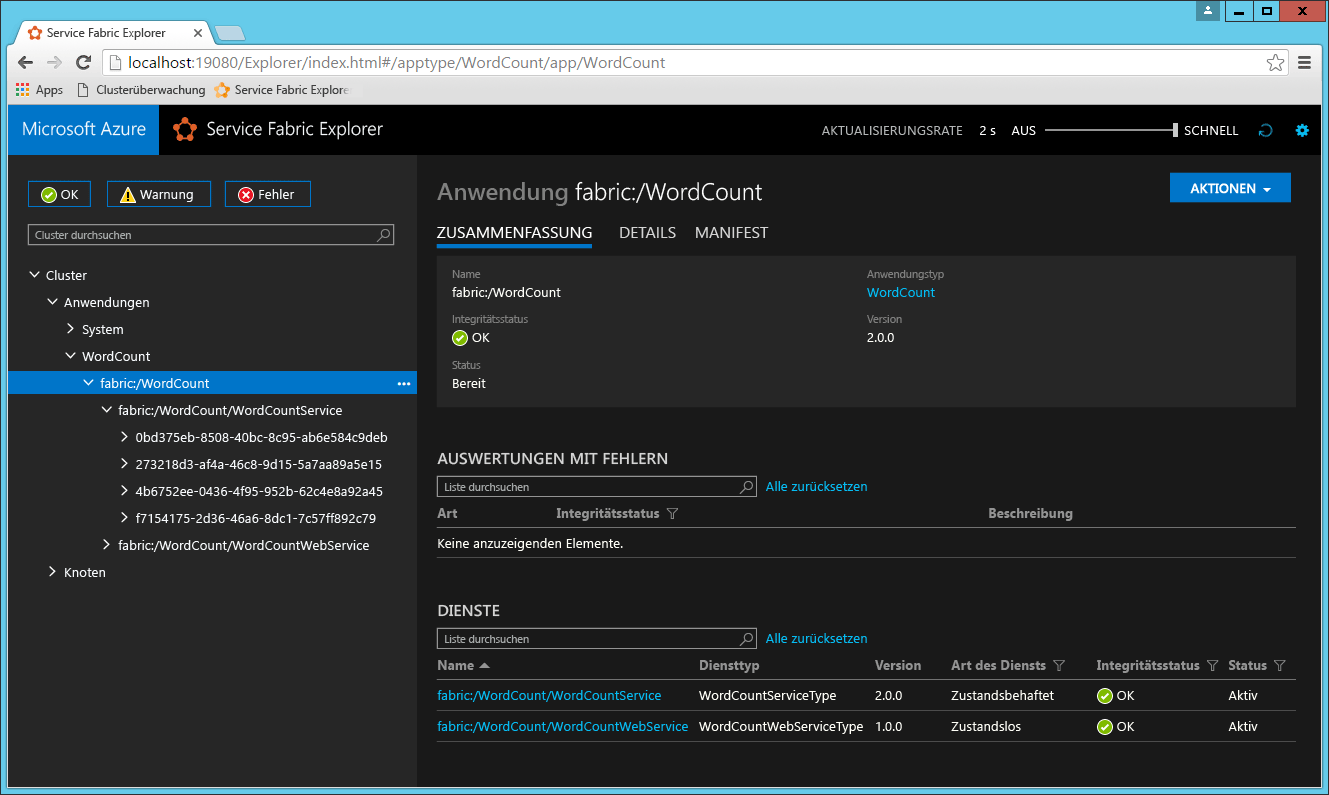 Service Fabric Explorer
localhost:19080/Explorer/index.html#/apptype/WordCount/app/WordCount
Apps Clusterüberwachung Service Fabric Explore
Microsoft Azure Service Fabric Explorer AKTUALISIERUNGSRATE 2 s AUS SCHNELL
OK Warnung Fehler
Cluster durchsuchen
Cluster
Anwendungen
System
WordCount
fabric:/WordCount
fabric:/WordCount/WordCountService
0bd375eb-8508-40bc-8c95-ab6e584c9deb
273218d3-af4a-46c8-9d15-5a7aa89a5e15
4b6752ee-0436-4f95-952b-62c4e8a92a45
f7154175-2d36-46a6-8dc1-7c57ff892c79
fabric:/WordCount/WordCountWebService
Knoten
Anwendung fabric:/WordCount AKTIONEN
ZUSAMMENFASSUNG DETAILS MANIFEST
Name Anwendungstyp
fabric:/WordCount WordCount
Integritätsstatus Version
OK 2.0.0
Status
Bereit
AUSWERTUNGEN MIT FEHLERN
Liste durchsuchen Alle zurücksetzen
Art Integritätsstatus Beschreibung
Keine anzuzeigenden Elemente.
DIENSTE
Liste durchsuchen Alle zurücksetzen
Name Diensttyp Version Art des Diensts Integritätsstatus Status
fabric:/WordCount/WordCountService WordCountServiceType 2.0.0 Zustandsbehaftet OK Aktiv
fabric:/WordCount/WordCountWebService WordCountWebServiceType 1.0.0 Zustandslos OK Aktiv